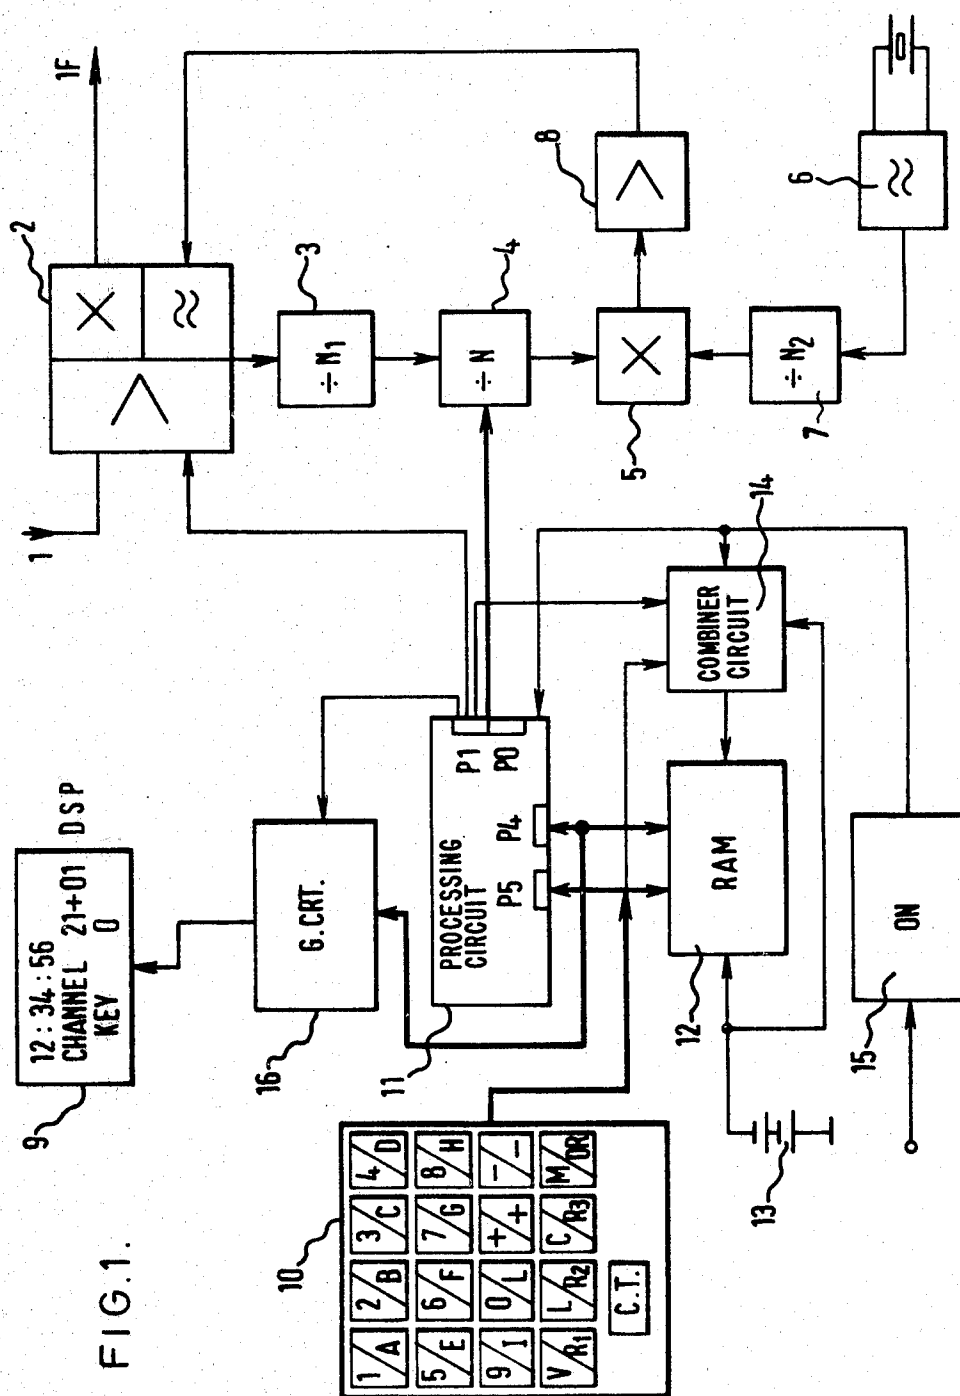 FIG.1.
9
12:34:56
CHANNEL 21+01
KEY 0
DSP
16
G.CRT.
10
1/A 2/B 3/C 4/D
5/E 6/F 7/G 8/H
9/I 0/L +/+ -/-
V/R1 L/R2 C/R3 M/OR
C.T.
11
PROCESSING
CIRCUIT
P5 P4
P1
P0
12
RAM
13
COMBINER
CIRCUIT
14
15
ON
1
2
1F
3
÷N1
4
÷N
5
8
÷N2
7
6